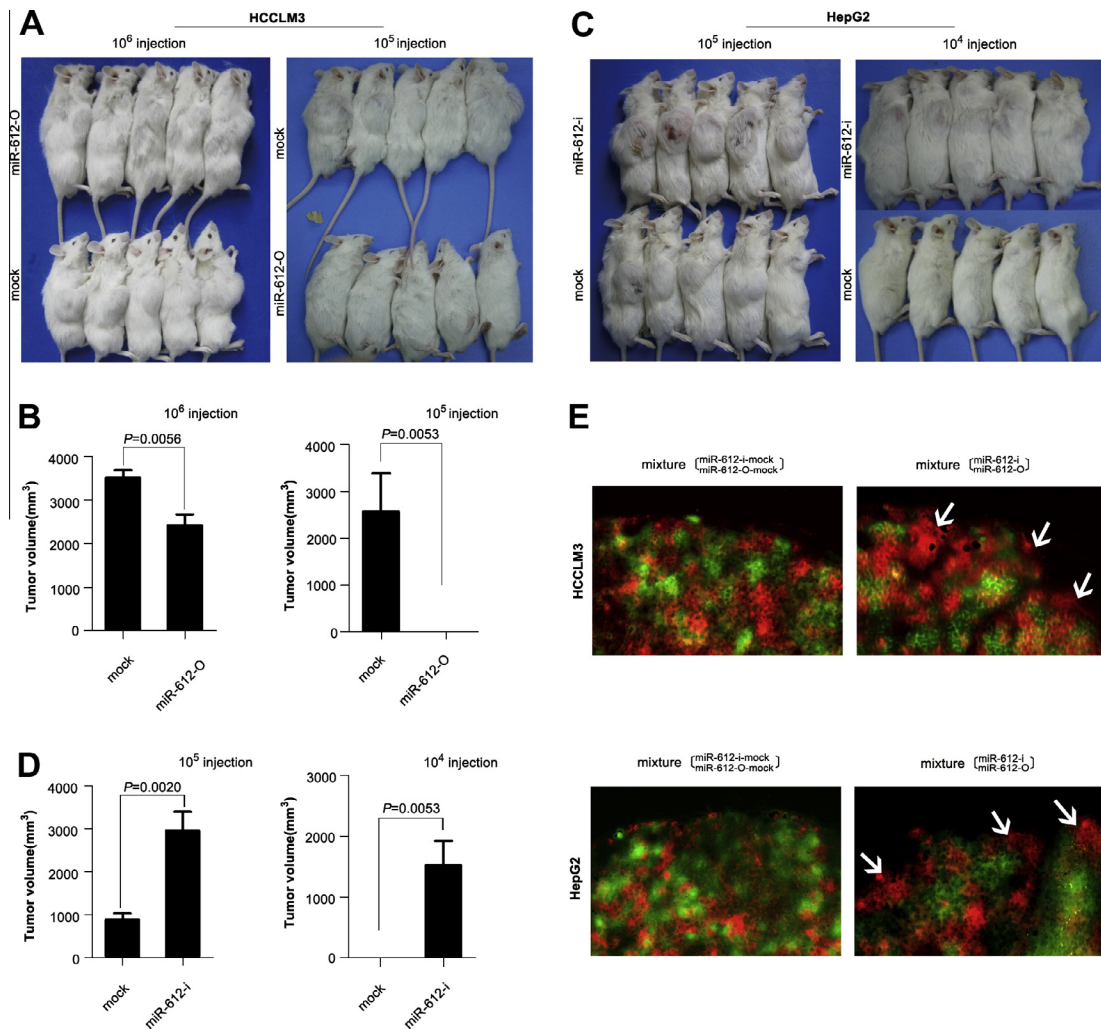 A
HCCLM3
10⁶ injection
10⁵ injection
miR-612-O
mock
mock
miR-612-O
C
HepG2
10⁵ injection
10⁴ injection
miR-612-i
mock
miR-612-i
mock
B
10⁶ injection
P=0.0056
Tumor volume(mm³)
4000
3000
2000
1000
0
mock
miR-612-O
10⁵ injection
P=0.0053
Tumor volume(mm³)
4000
3000
2000
1000
0
mock
miR-612-O
D
10⁵ injection
P=0.0020
Tumor volume(mm³)
4000
3000
2000
1000
0
mock
miR-612-i
10⁴ injection
P=0.0053
Tumor volume(mm³)
3000
2000
1000
0
mock
miR-612-i
E
mixture [miR-612-i-mock
miR-612-O-mock]
mixture [miR-612-i
miR-612-O]
HCCLM3
mixture [miR-612-i-mock
miR-612-O-mock]
mixture [miR-612-i
miR-612-O]
HepG2